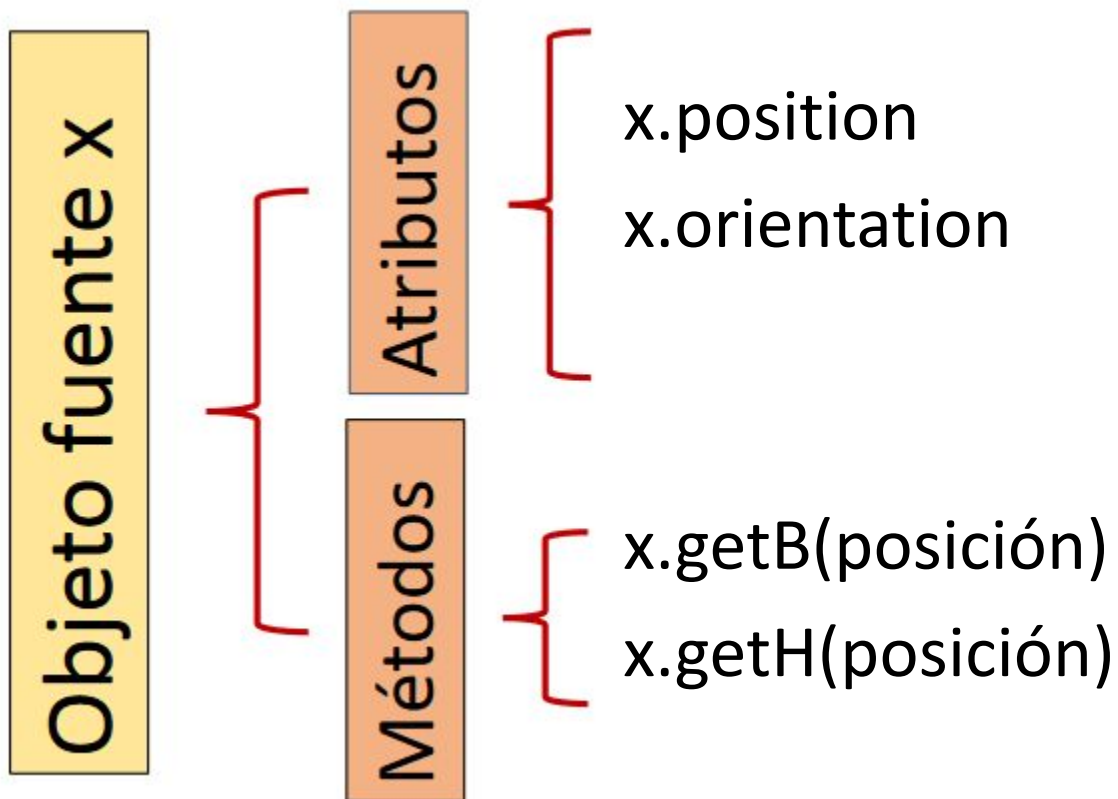 Objeto fuente x
Atributos
x.position
x.orientation
Métodos
x.getB(posición)
x.getH(posición)